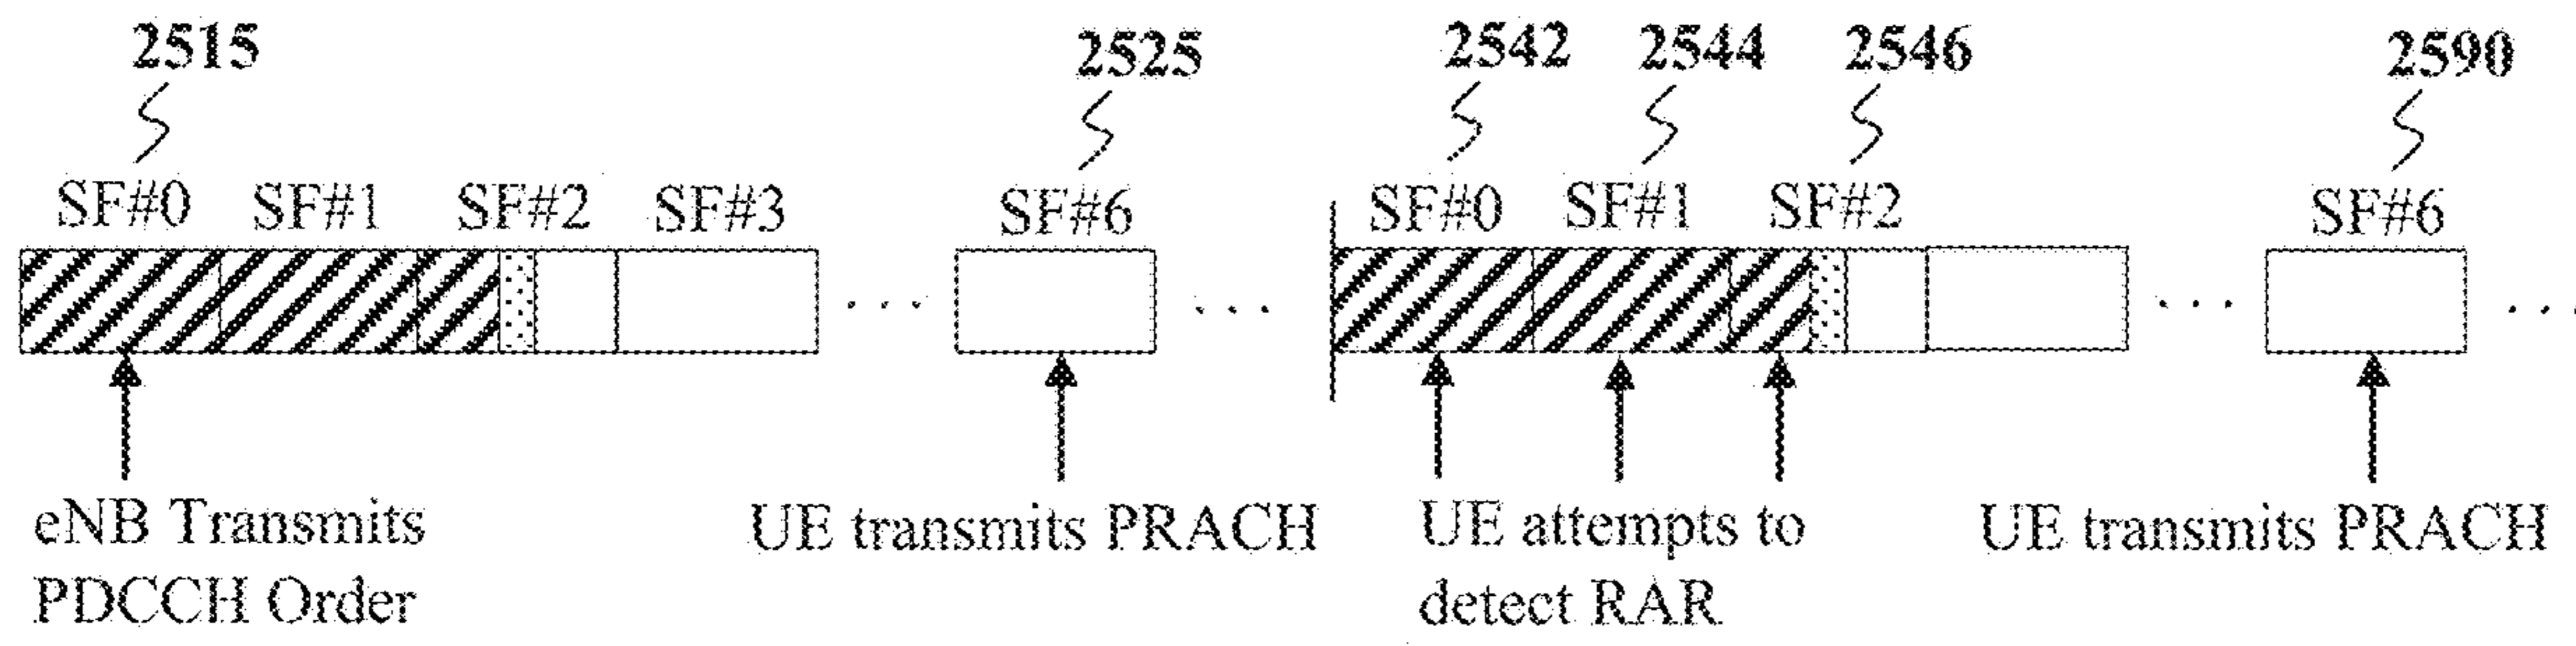 2515 2525 2542 2544 2546 2590
SF#0 SF#1 SF#2 SF#3 SF#6 SF#0 SF#1 SF#2 SF#6
... ... ... ...
eNB Transmits UE transmits PRACH UE attempts to UE transmits PRACH
PDCCH Order detect RAR